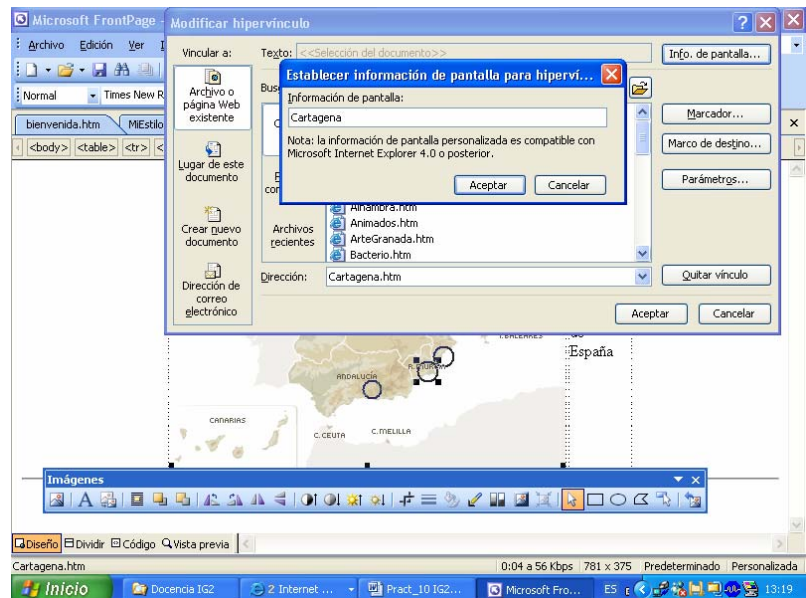 Microsoft FrontPage -
Modificar hipervínculo
Archivo Edición Ver
Vincular a:
Texto: <<Selección del documento>>
Info. de pantalla...
Establecer información de pantalla para hiperví...
Normal
Times New R
Archivo o
página Web
existente
Información de pantalla:
Cartagena
Marcador...
bienvenida.htm
MiEstilo
Nota: la información de pantalla personalizada es compatible con
Microsoft Internet Explorer 4.0 o posterior.
Marco de destino...
<body> <table> <tr>
Lugar de este
documento
Aceptar
Cancelar
Parámetros...
Alhambra.htm
Animados.htm
ArteGranada.htm
Bacterio.htm
Crear nuevo
documento
Archivos
recientes
Dirección:
Cartagena.htm
Quitar vínculo
Dirección de
correo
electrónico
Aceptar
Cancelar
I.BALEARES
España
ANDALUCÍA
R.MURCIA
CANARIAS
C.CEUTA
C.MELILLA
Imágenes
Diseño Dividir Código Vista previa
Cartagena.htm
0:04 a 56 Kbps
781 x 375
Predeterminado
Personalizada
Inicio
Docencia IG2
2 Internet ...
Pract_10 IG2...
Microsoft Fro...
ES
13:19